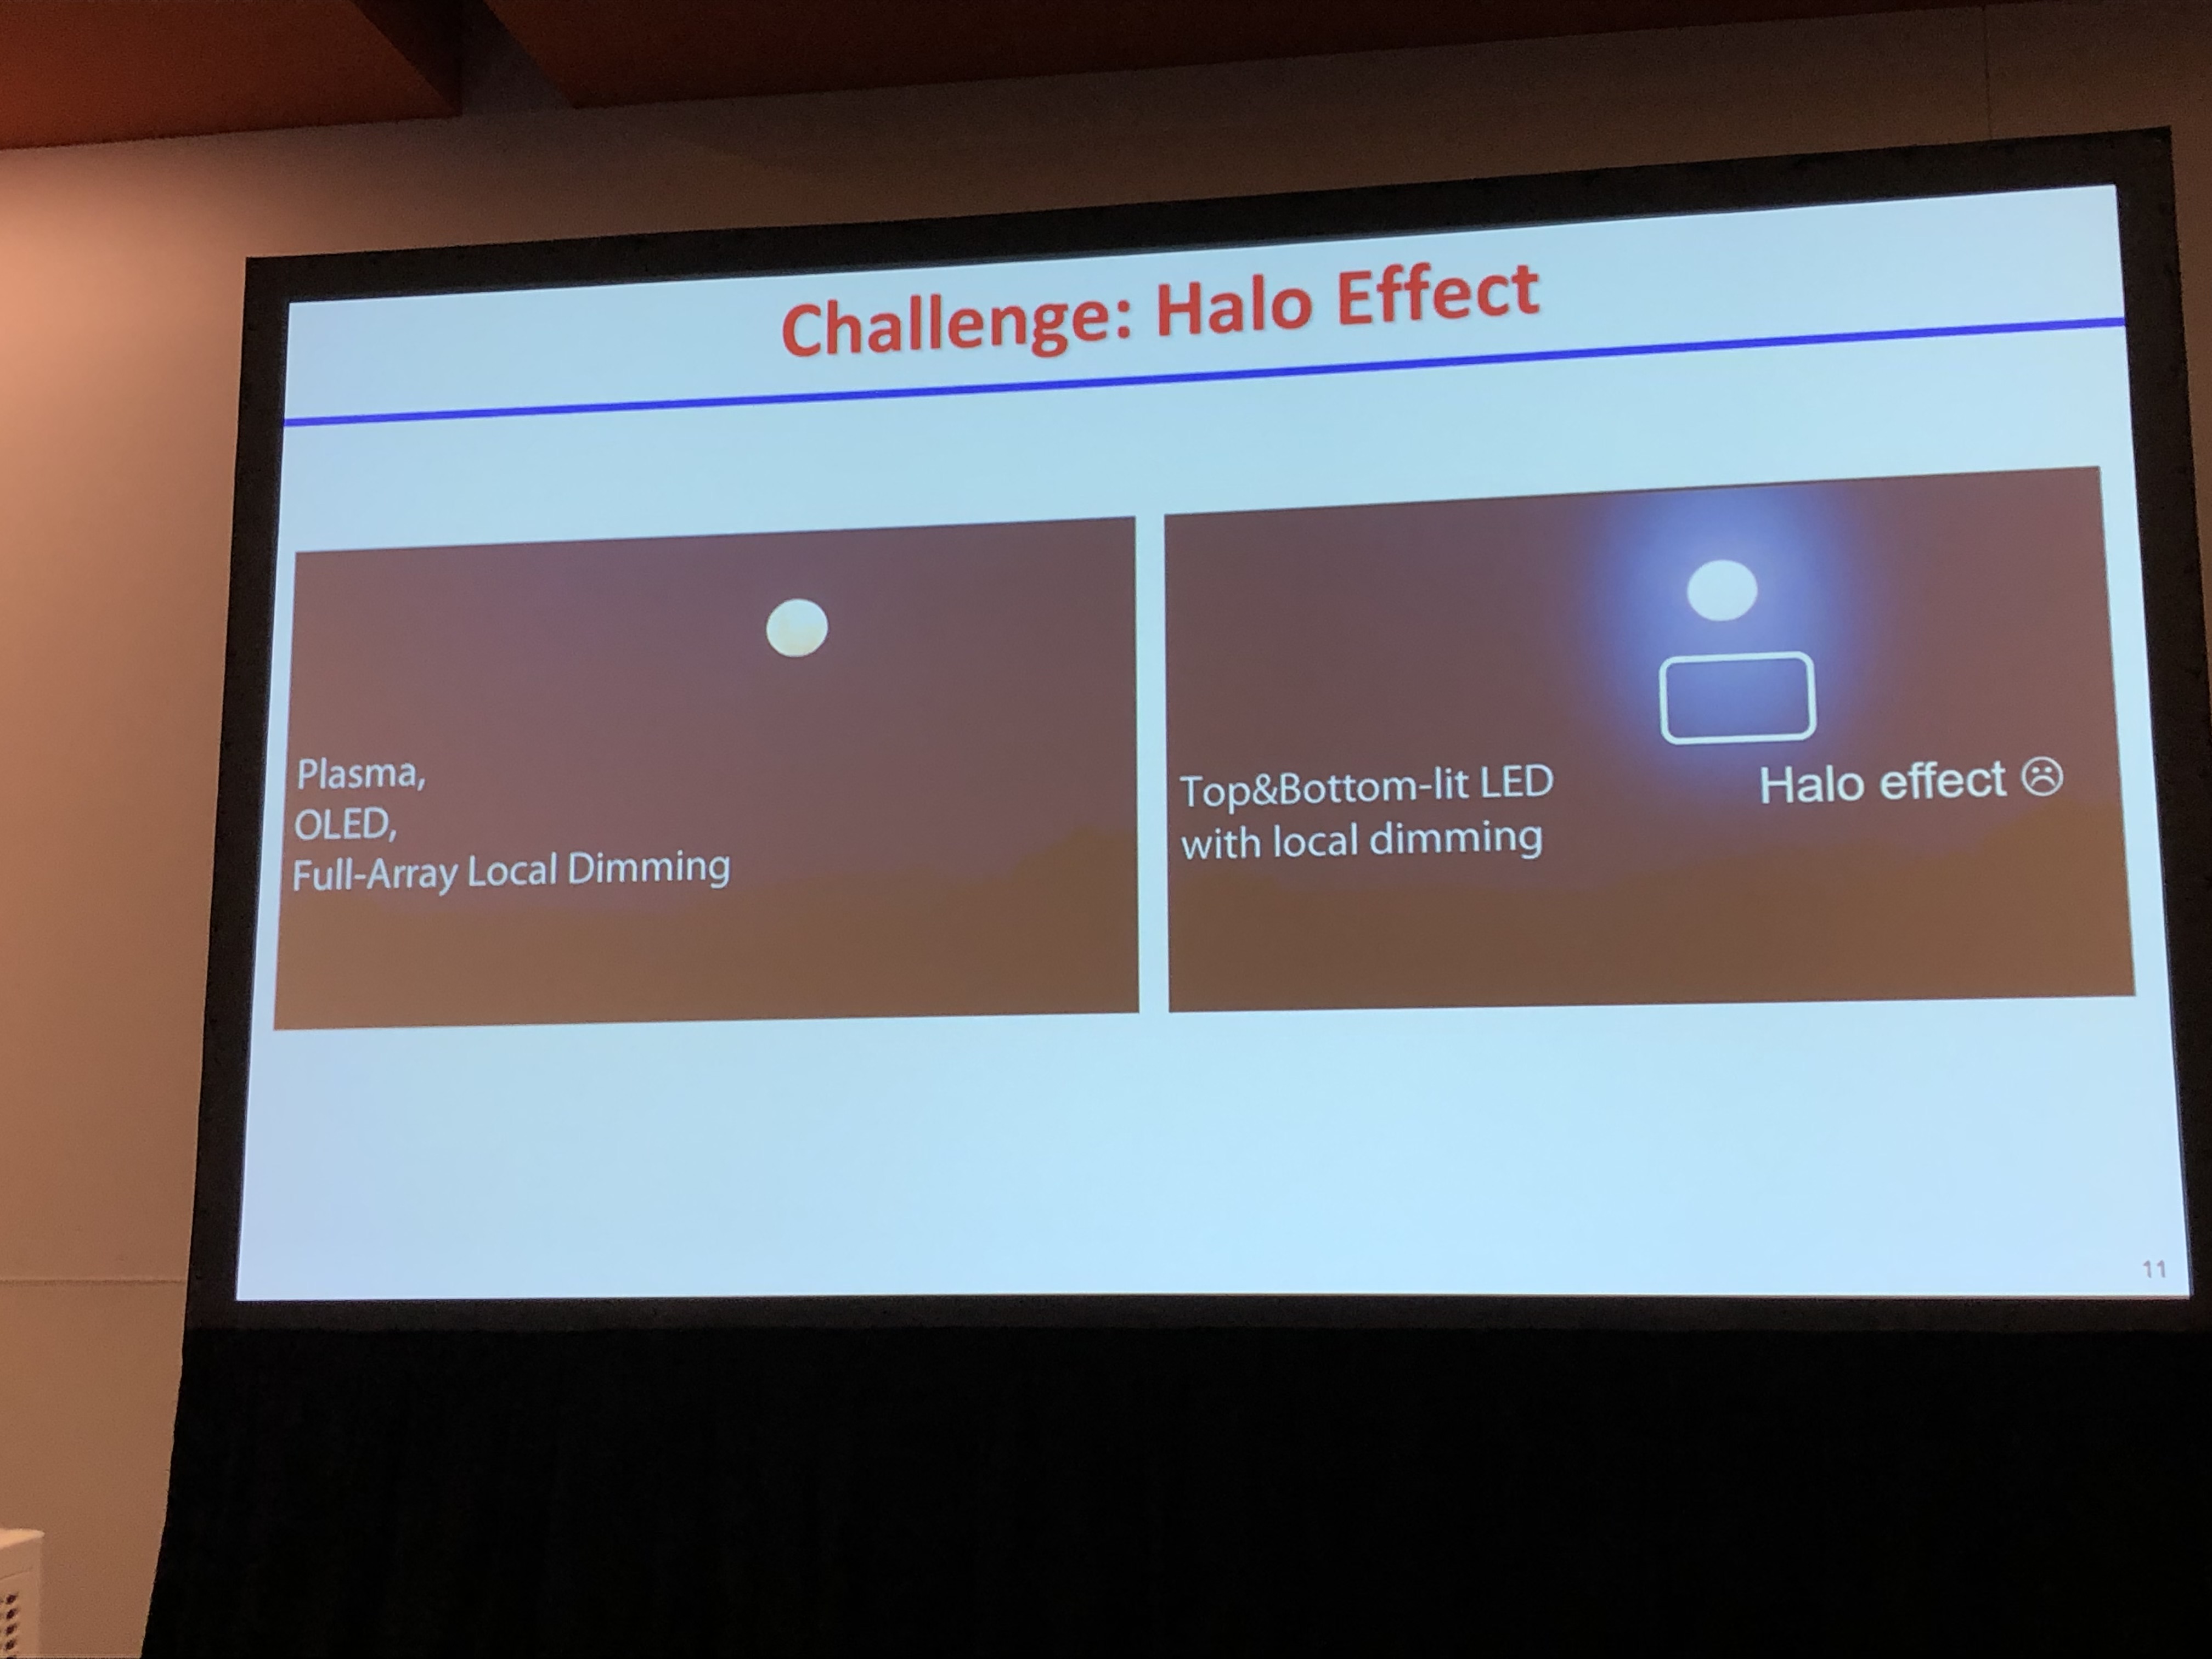 Challenge: Halo Effect
Plasma,
OLED,
Full-Array Local Dimming
Top&Bottom-lit LED
with local dimming
Halo effect ☹
11